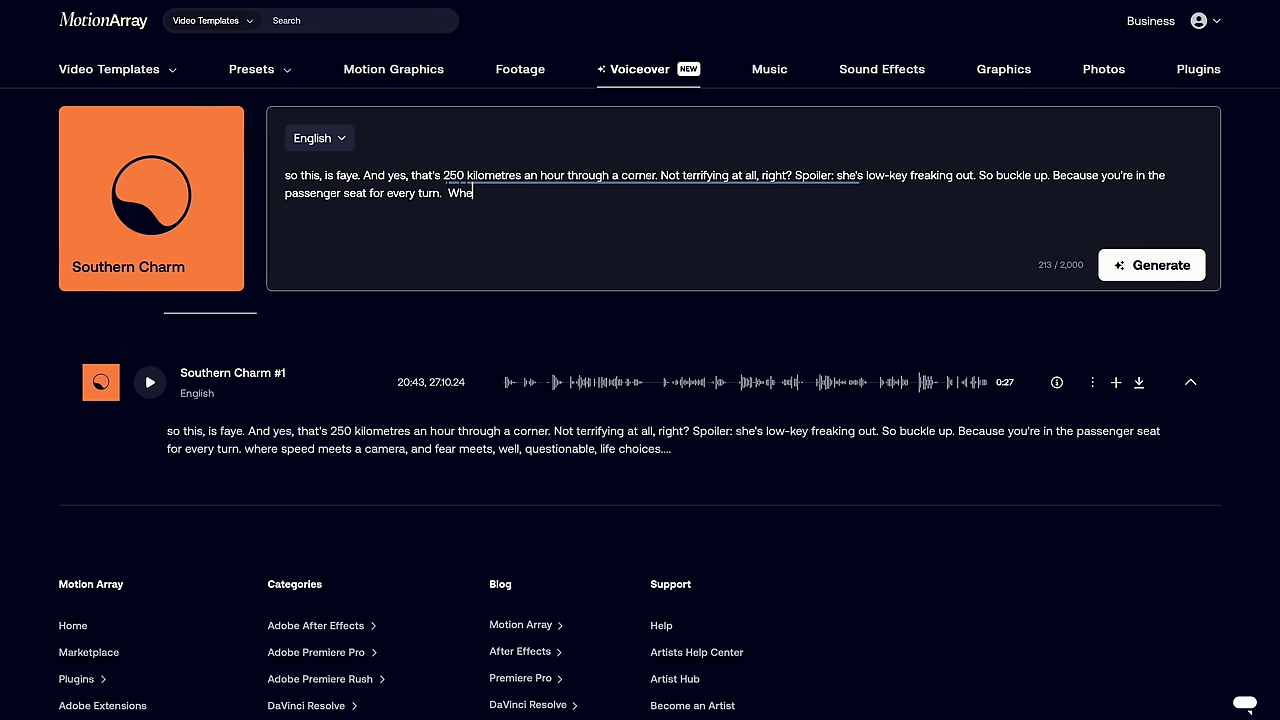 MotionArray
Video Templates
Search
Business
Video Templates
Presets
Motion Graphics
Footage
Voiceover
NEW
Music
Sound Effects
Graphics
Photos
Plugins
Southern Charm
English
so this, is faye. And yes, that's 250 kilometres an hour through a corner. Not terrifying at all, right? Spoiler: she's low-key freaking out. So buckle up. Because you're in the
passenger seat for every turn.  Whe
213 / 2,000
Generate
Southern Charm #1
English
20:43, 27.10.24
0:27
so this, is faye. And yes, that's 250 kilometres an hour through a corner. Not terrifying at all, right? Spoiler: she's low-key freaking out. So buckle up. Because you're in the passenger seat
for every turn. where speed meets a camera, and fear meets, well, questionable, life choices....
Motion Array
Home
Marketplace
Plugins
Adobe Extensions
Categories
Adobe After Effects
Adobe Premiere Pro
Adobe Premiere Rush
DaVinci Resolve
Blog
Motion Array
After Effects
Premiere Pro
DaVinci Resolve
Support
Help
Artists Help Center
Artist Hub
Become an Artist